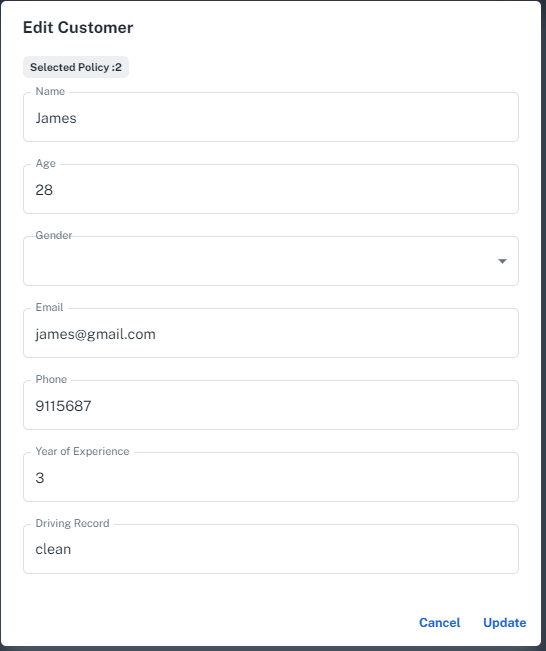 Edit Customer
Selected Policy :2
Name
James
Age
28
Gender
Email
james@gmail.com
Phone
9115687
Year of Experience
3
Driving Record
clean
Cancel Update